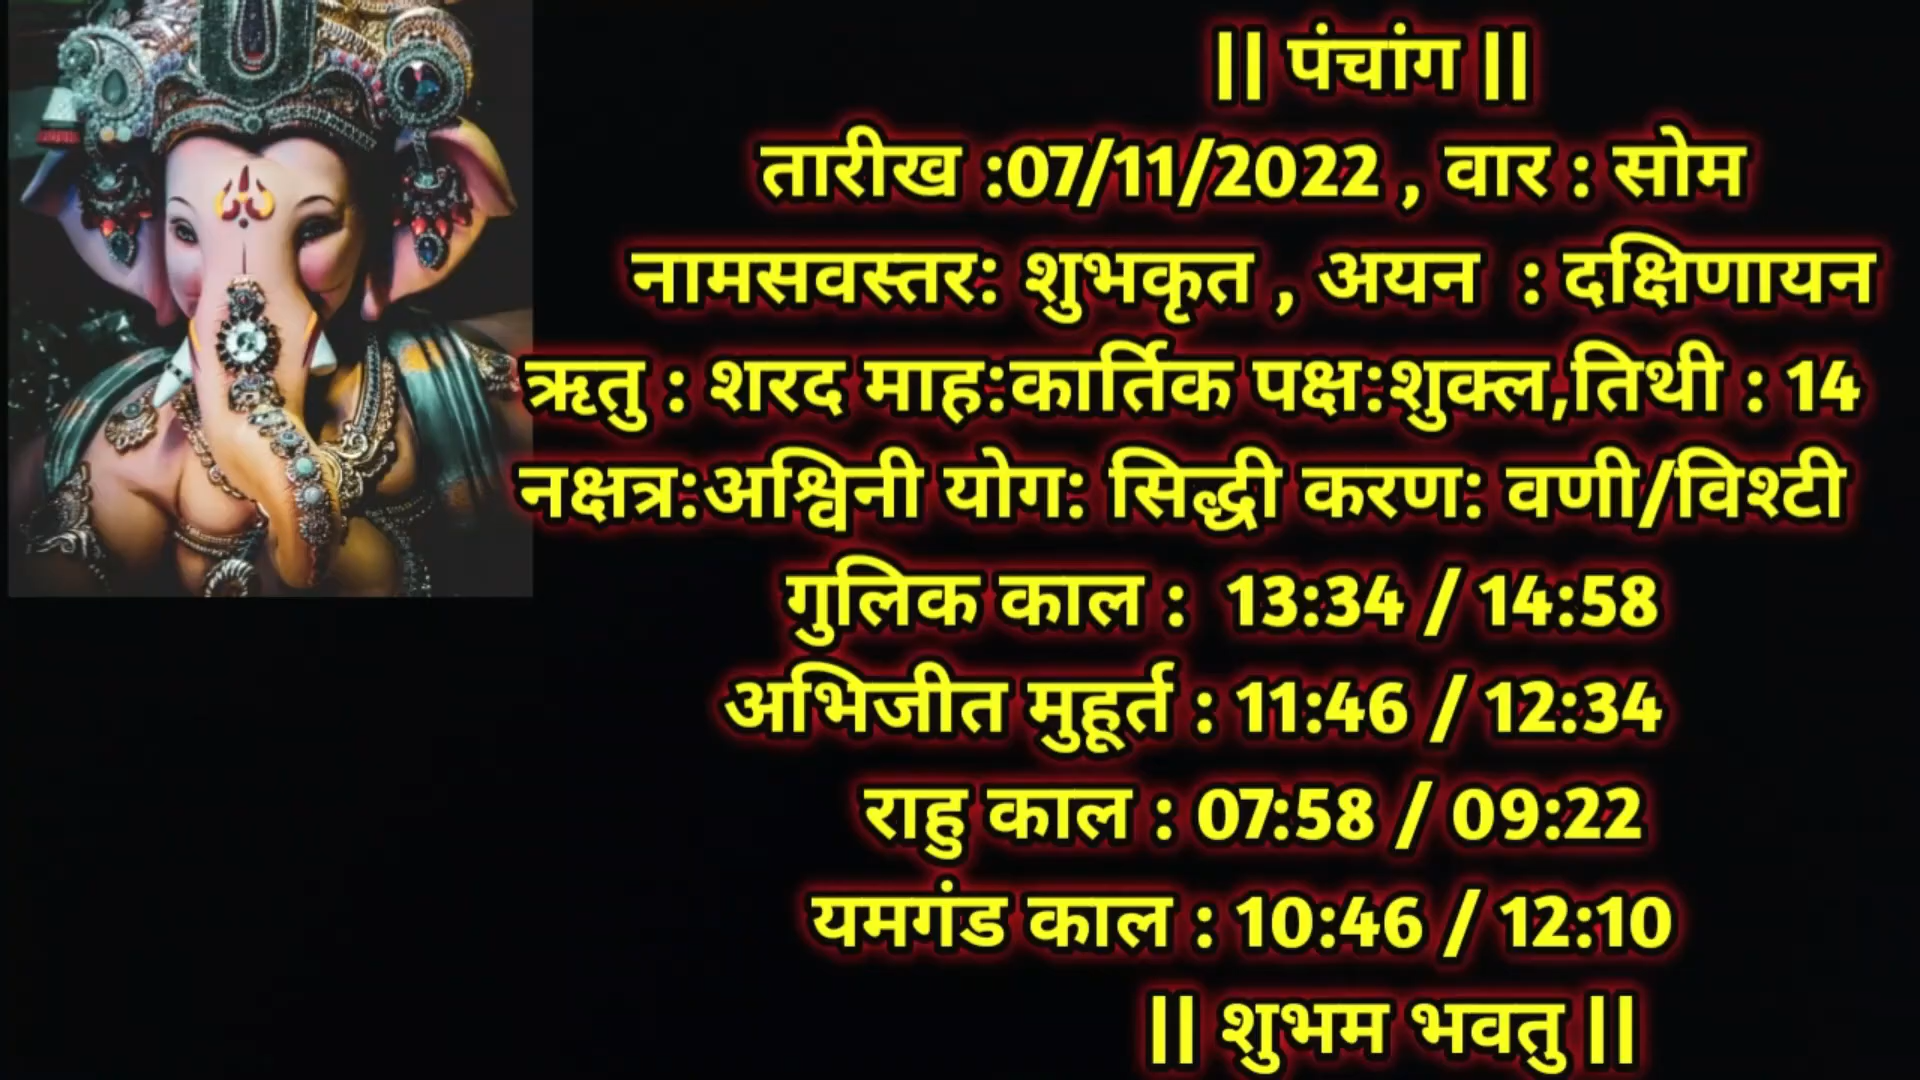 || पंचांग ||
तारीख :07/11/2022 , वार : सोम
नामसवस्तर: शुभकृत , अयन : दक्षिणायन
ऋतु : शरद माह:कार्तिक पक्ष:शुक्ल,तिथी : 14
नक्षत्र:अश्विनी योग: सिद्धी करण: वणी/विश्टी
गुलिक काल : 13:34 / 14:58
अभिजीत मुहूर्त : 11:46 / 12:34
राहु काल : 07:58 / 09:22
यमगंड काल : 10:46 / 12:10
|| शुभम भवतु ||